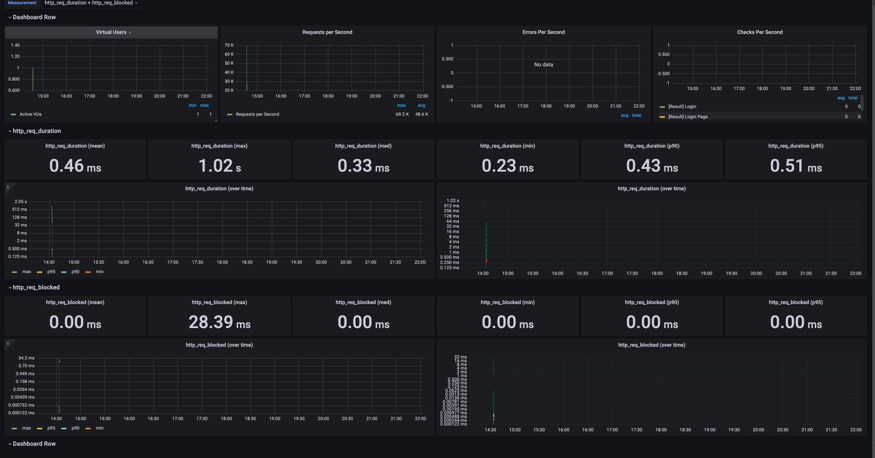 Measurement http_req_duration + http_req_blocked
Dashboard Row
Virtual Users
1.40
1.20
1
0.800
0.600
15:00 16:00 17:00 18:00 19:00 20:00 21:00 22:00
min max
Active VUs 1 1
Requests per Second
70 K
60 K
50 K
40 K
30 K
20 K
15:00 16:00 17:00 18:00 19:00 20:00 21:00 22:00
max avg
Requests per Second 69.2 K 48.6 K
Errors Per Second
1
0.500
0
-0.500
-1
No data
15:00 16:00 17:00 18:00 19:00 20:00 21:00 22:00
avg total
Checks Per Second
1
0.500
0
-0.500
-1
15:00 16:00 17:00 18:00 19:00 20:00 21:00 22:00
avg total
[Result] Login 0 0
[Result] Login Page 0 0
http_req_duration
http_req_duration (mean)
0.46 ms
http_req_duration (max)
1.02 s
http_req_duration (med)
0.33 ms
http_req_duration (min)
0.23 ms
http_req_duration (p90)
0.43 ms
http_req_duration (p95)
0.51 ms
http_req_duration (over time)
2.05 s
512 ms
128 ms
32 ms
8 ms
2 ms
0.500 ms
0.125 ms
14:30 15:00 15:30 16:00 16:30 17:00 17:30 18:00 18:30 19:00 19:30 20:00 20:30 21:00 21:30 22:00
max p95 p90 min
http_req_duration (over time)
1.02 s
512 ms
256 ms
128 ms
64 ms
32 ms
16 ms
8 ms
4 ms
2 ms
1 ms
0.500 ms
0.250 ms
0.125 ms
14:30 15:00 15:30 16:00 16:30 17:00 17:30 18:00 18:30 19:00 19:30 20:00 20:30 21:00 21:30 22:00
http_req_blocked
http_req_blocked (mean)
0.00 ms
http_req_blocked (max)
28.39 ms
http_req_blocked (med)
0.00 ms
http_req_blocked (min)
0.00 ms
http_req_blocked (p90)
0.00 ms
http_req_blocked (p95)
0.00 ms
http_req_blocked (over time)
34.2 ms
5.70 ms
0.949 ms
0.158 ms
0.0264 ms
0.00439 ms
0.000732 ms
0.000122 ms
14:30 15:00 15:30 16:00 16:30 17:00 17:30 18:00 18:30 19:00 19:30 20:00 20:30 21:00 21:30 22:00
max p95 p90 min
http_req_blocked (over time)
32 ms
16 ms
8 ms
4 ms
2 ms
0.000122 ms
14:30 15:00 15:30 16:00 16:30 17:00 17:30 18:00 18:30 19:00 19:30 20:00 20:30 21:00 21:30 22:00
Dashboard Row